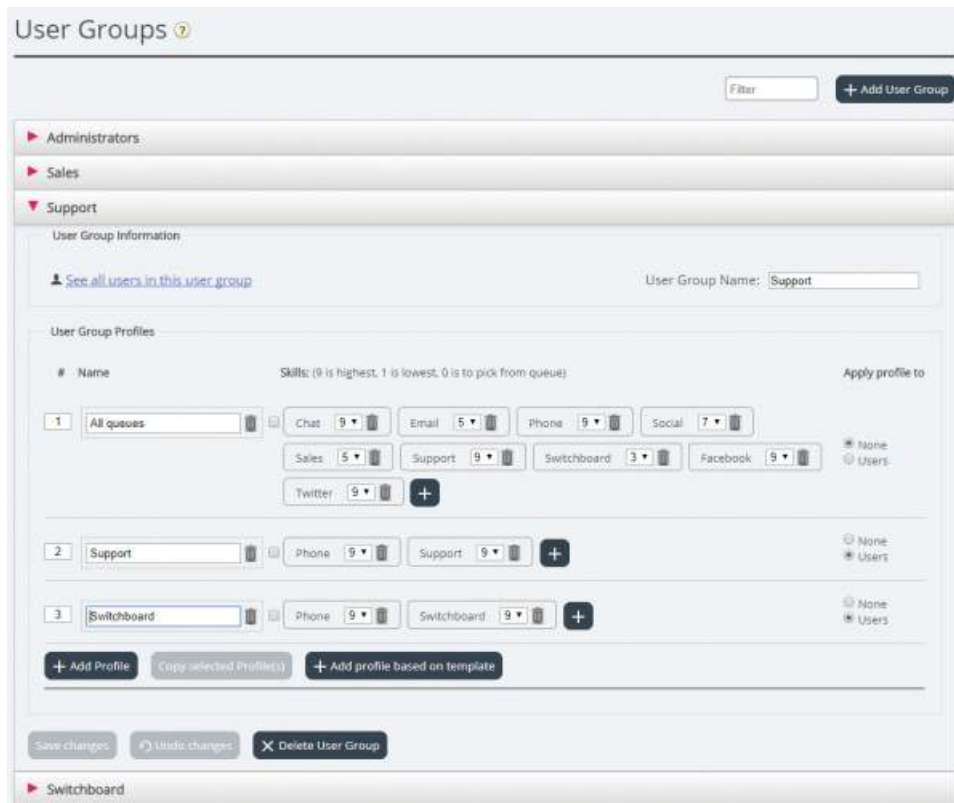 User Groups ?
Filter + Add User Group
Administrators
Sales
Support
User Group Information
See all users in this user group User Group Name: Support
User Group Profiles
# Name Skills: (9 is highest, 1 is lowest, 0 is to pick from queue) Apply profile to
1 All queues Chat 9 Email 5 Phone 9 Social 7
None
Sales 5 Support 9 Switchboard 3 Facebook 9
Users
Twitter 9 +
None
2 Support Phone 9 Support 9 +
Users
None
3 Switchboard Phone 9 Switchboard 9 +
Users
+ Add Profile Copy selected Profile(s) + Add profile based on template
Save changes Undo changes X Delete User Group
Switchboard